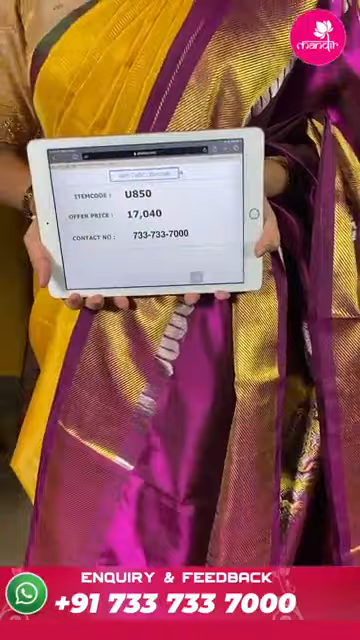 mandir
ITEMCODE : U850
OFFER PRICE : 17,040
CONTACT NO : 733-733-7000
ENQUIRY & FEEDBACK
+91 733 733 7000